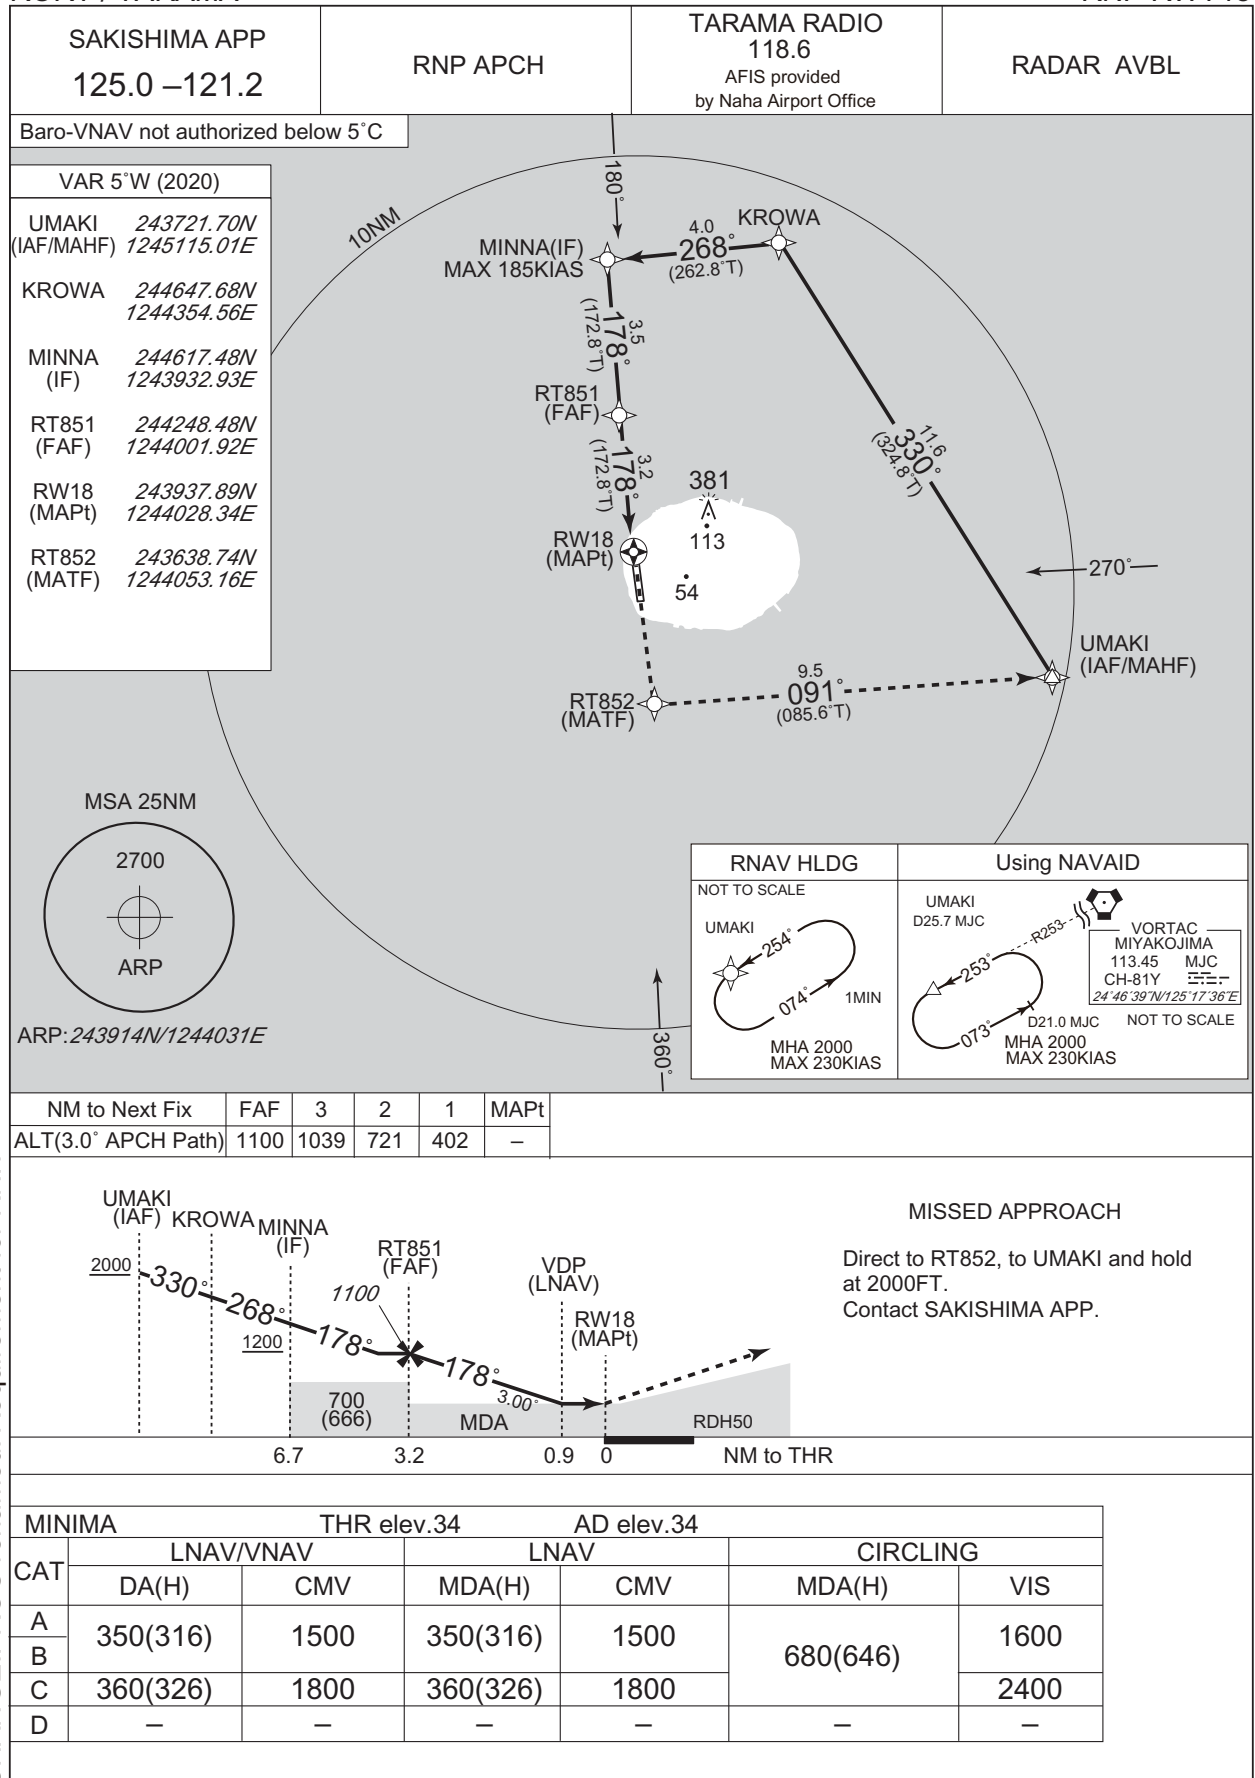 SAKISHIMA APP
125.0 –121.2
RNP APCH
TARAMA RADIO
118.6
AFIS provided
by Naha Airport Office
RADAR AVBL
Baro-VNAV not authorized below 5˚C
VAR 5˚W (2020)
UMAKI 243721.70N
(IAF/MAHF) 1245115.01E
KROWA 244647.68N
1244354.56E
MINNA 244617.48N
(IF) 1243932.93E
RT851 244248.48N
(FAF) 1244001.92E
RW18 243937.89N
(MAPt) 1244028.34E
RT852 243638.74N
(MATF) 1244053.16E
10NM
180˚
MINNA(IF)
MAX 185KIAS
4.0
268˚
(262.8˚T)
KROWA
3.5
178˚
(172.8˚T)
RT851
(FAF)
3.2
178˚
(172.8˚T)
11.6
330˚
(324.8˚T)
381
113
54
RW18
(MAPt)
270˚
UMAKI
(IAF/MAHF)
RT852
(MATF)
9.5
091˚
(085.6˚T)
MSA 25NM
2700
ARP
ARP:243914N/1244031E
360˚
RNAV HLDG
NOT TO SCALE
UMAKI
254˚
074˚
1MIN
MHA 2000
MAX 230KIAS
Using NAVAID
UMAKI
D25.7 MJC
R253
253˚
073˚
D21.0 MJC
MHA 2000
MAX 230KIAS
VORTAC
MIYAKOJIMA
113.45 MJC
CH-81Y
24˚46´39˝N/125˚17´36˝E
NOT TO SCALE
NM to Next Fix FAF 3 2 1 MAPt
ALT(3.0˚ APCH Path) 1100 1039 721 402 –
UMAKI
(IAF)
KROWA
MINNA
(IF)
RT851
(FAF)
VDP
(LNAV)
RW18
(MAPt)
2000
330˚
268˚
1200
178˚
1100
178˚
3.00˚
700
(666)
MDA
RDH50
6.7 3.2 0.9 0 NM to THR
MISSED APPROACH
Direct to RT852, to UMAKI and hold
at 2000FT.
Contact SAKISHIMA APP.
MINIMA THR elev.34 AD elev.34
CAT LNAV/VNAV LNAV CIRCLING
DA(H) CMV MDA(H) CMV MDA(H) VIS
A
B
350(316) 1500 350(316) 1500 680(646) 1600
C 360(326) 1800 360(326) 1800 2400
D – – – – – –